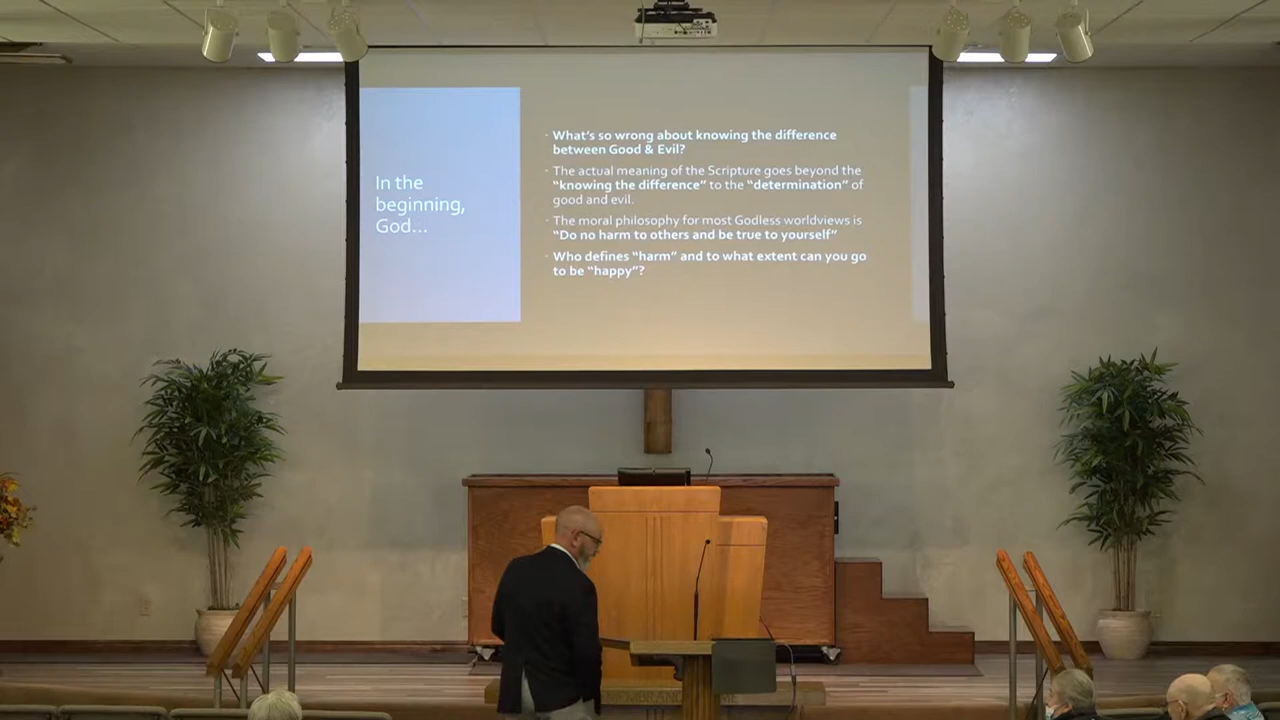 In the
beginning,
God...
What's so wrong about knowing the difference
between Good & Evil?
The actual meaning of the Scripture goes beyond the
"knowing the difference" to the "determination" of
good and evil.
The moral philosophy for most Godless worldviews is
"Do no harm to others and be true to yourself"
Who defines "harm" and to what extent can you go
to be "happy"?